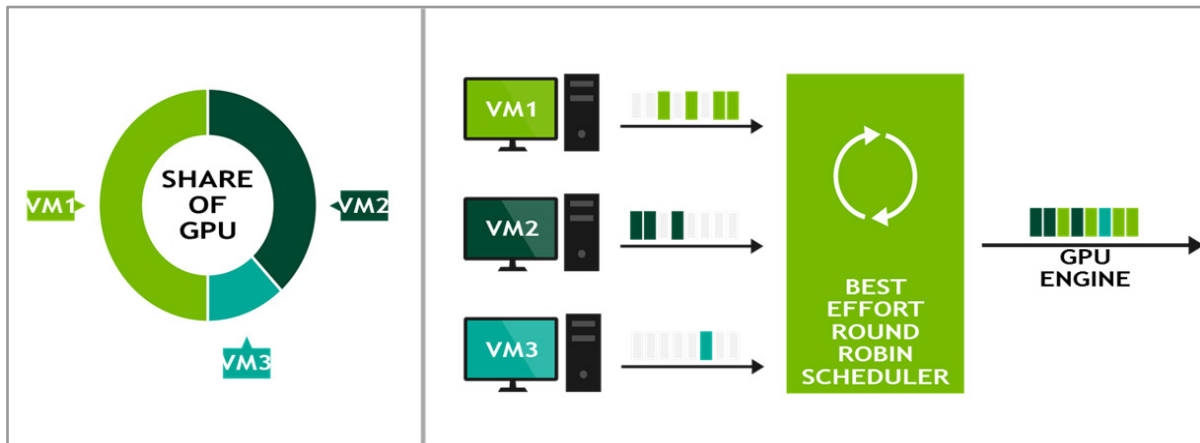 SHARE
OF
GPU
VM1
VM2
VM3
VM1
VM2
VM3
BEST
EFFORT
ROUND
ROBIN
SCHEDULER
GPU
ENGINE